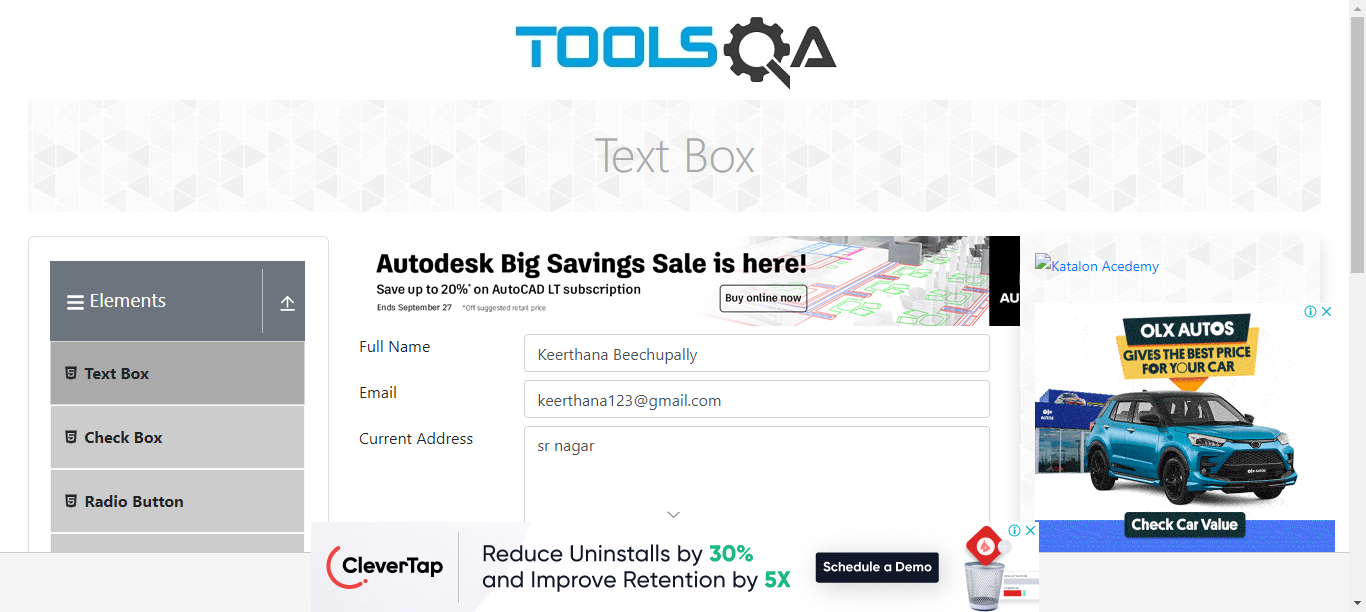 TOOLSQA
Text Box
Elements
Text Box
Check Box
Radio Button
Autodesk Big Savings Sale is here!
Save up to 20%* on AutoCAD LT subscription
Ends September 27 *Off suggested retail price
Buy online now
AU
Full Name
Keerthana Beechupally
Email
keerthana123@gmail.com
Current Address
sr nagar
Katalon Acedemy
OLX AUTOS
GIVES THE BEST PRICE
FOR YOUR CAR
Check Car Value
CleverTap
Reduce Uninstalls by 30%
and Improve Retention by 5X
Schedule a Demo